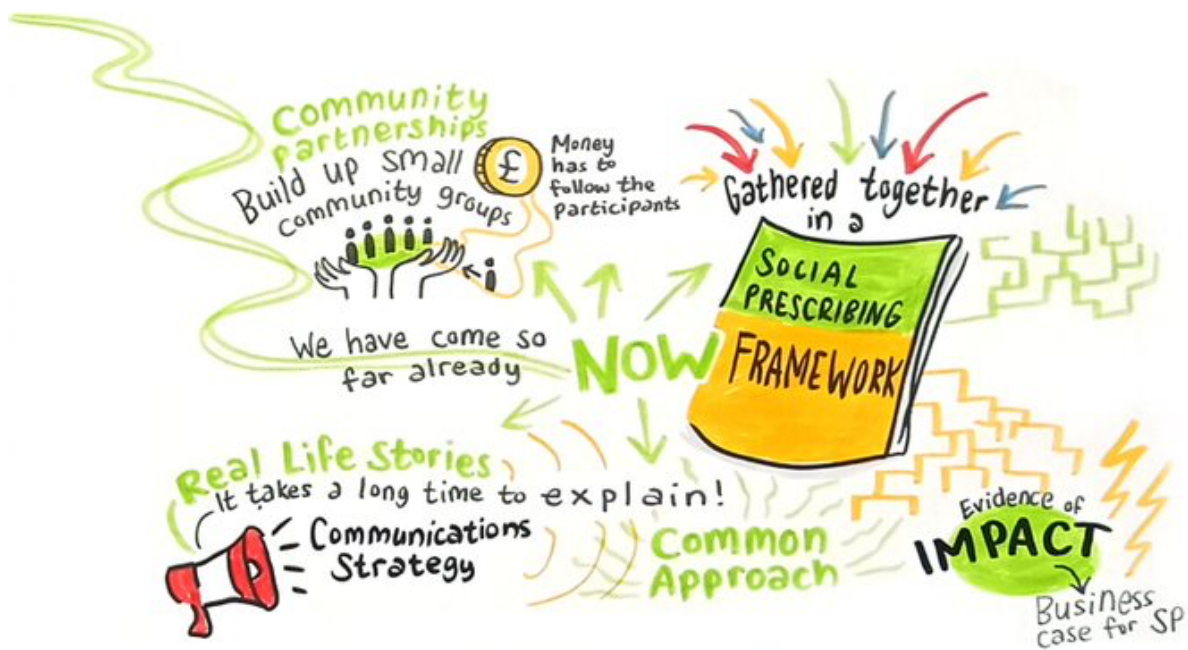 Community
partnerships
Build up small
community groups
£
Money
has to
follow the
participants
Gathered together
in a
SOCIAL
PRESCRIBING
FRAMEWORK
We have come so
far already
NOW
Real Life Stories
It takes a long time to explain!
Communications
Strategy
Common
Approach
Evidence of
IMPACT
Business
case for SP